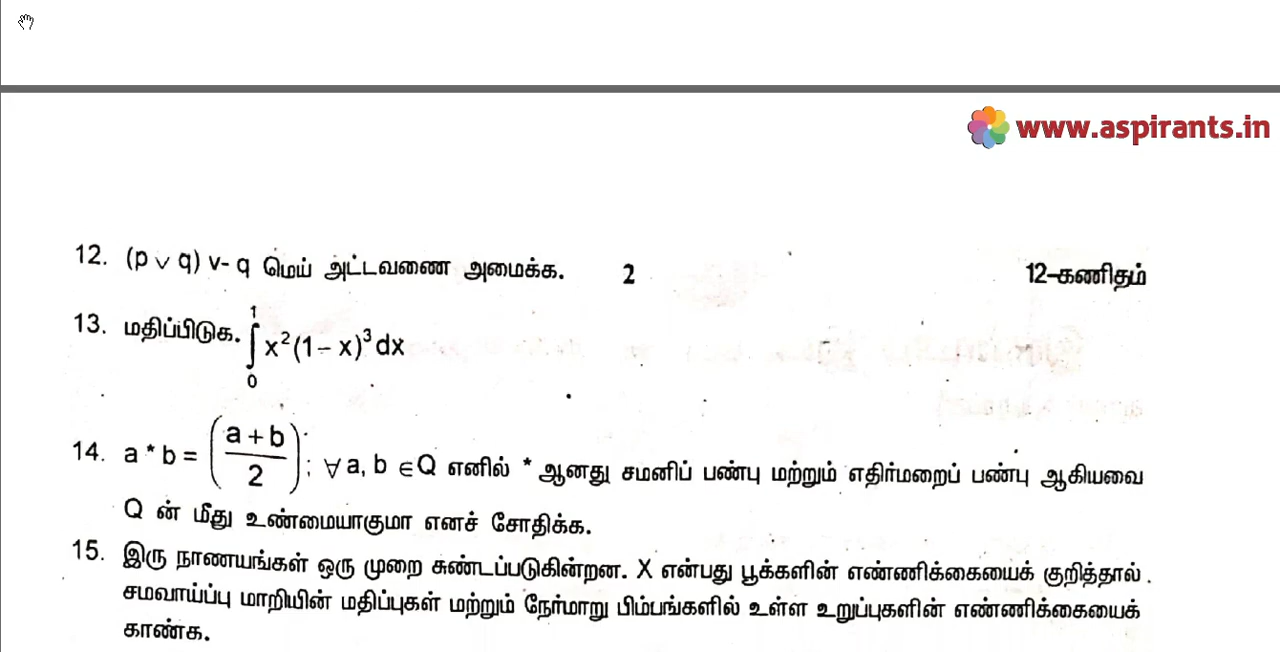 www.aspirants.in
12. (p ∨ q) v- q மெய் அட்டவணை அமைக்க. 2 12-கணிதம்
13. மதிப்பிடுக. ∫₀¹ x²(1 – x)³ dx
14. a * b = ((a + b)/2); ∀ a, b ∈Q எனில் * ஆனது சமனிப் பண்பு மற்றும் எதிர்மறைப் பண்பு ஆகியவை
Q ன் மீது உண்மையாகுமா எனச் சோதிக்க.
15. இரு நாணயங்கள் ஒரு முறை சுண்டப்படுகின்றன. X என்பது பூக்களின் எண்ணிக்கையைக் குறித்தால்.
சமவாய்ப்பு மாறியின் மதிப்புகள் மற்றும் நேர்மாறு பிம்பங்களில் உள்ள உறுப்புகளின் எண்ணிக்கையைக்
காண்க.